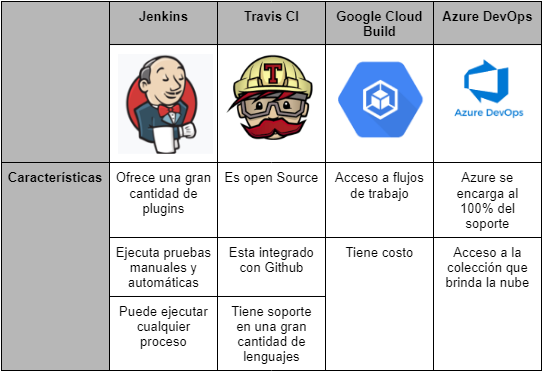 Jenkins
Travis CI
Google Cloud
Build
Azure DevOps
T
Azure DevOps
Características
Ofrece una gran
cantidad de
plugins
Es open Source
Acceso a flujos
de trabajo
Azure se
encarga al
100% del
soporte
Ejecuta pruebas
manuales y
automáticas
Esta integrado
con Github
Tiene costo
Acceso a la
colección que
brinda la nube
Puede ejecutar
cualquier
proceso
Tiene soporte
en una gran
cantidad de
lenguajes